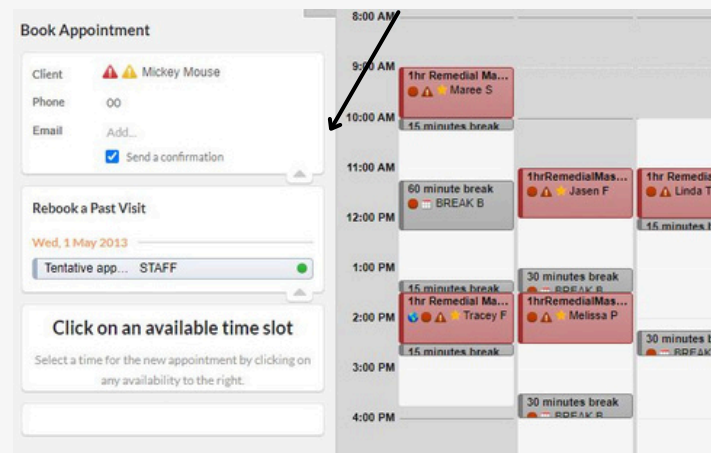 Book Appointment
Client Mickey Mouse
Phone 00
Email Add...
Send a confirmation
Rebook a Past Visit
Wed, 1 May 2013
Tentative app... STAFF
Click on an available time slot
Select a time for the new appointment by clicking on
any availability to the right.
8:00 AM
9:00 AM
1hr Remedial Ma...
Maree S
10:00 AM
15 minutes break
11:00 AM
60 minute break
BREAK B
1hrRemedialMas...
Jasen F
1hr Remedia
Linda T
12:00 PM
15 minutes b
1:00 PM
30 minutes break
BREAK B
15 minutes break
1hr Remedial Ma...
Tracey F
1hrRemedialMas...
Melissa P
2:00 PM
30 minutes b
BREAK
15 minutes break
3:00 PM
30 minutes break
BREAK B
4:00 PM